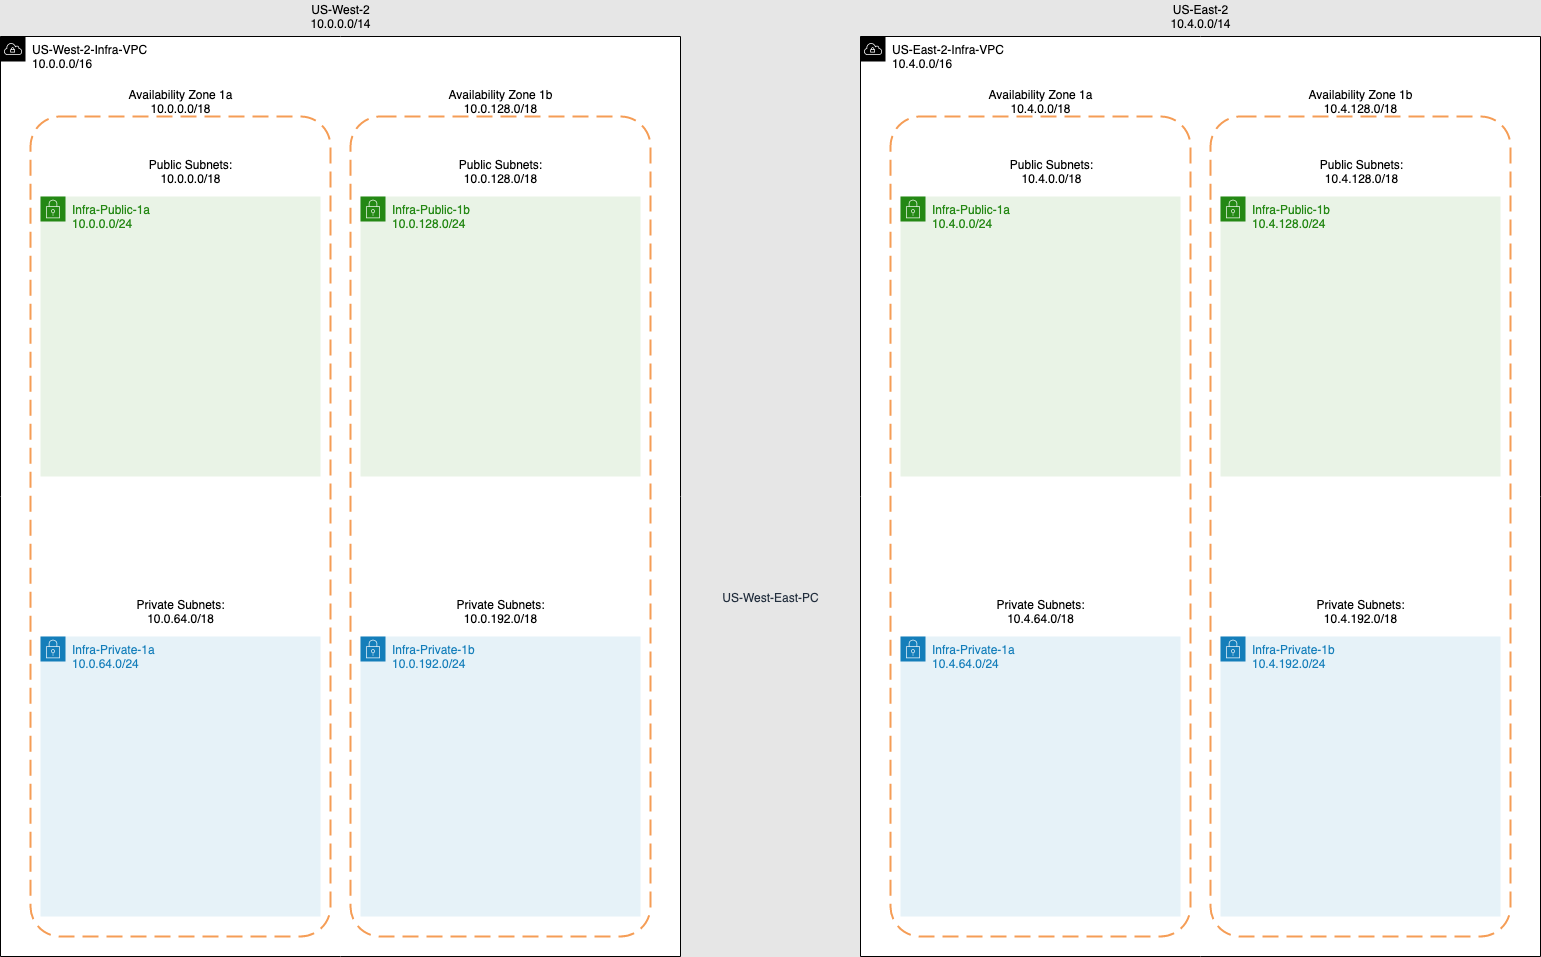 US-West-2
10.0.0.0/14
US-East-2
10.4.0.0/14
US-West-2-Infra-VPC
10.0.0.0/16
Availability Zone 1a
10.0.0.0/18
Availability Zone 1b
10.0.128.0/18
Public Subnets:
10.0.0.0/18
Public Subnets:
10.0.128.0/18
Infra-Public-1a
10.0.0.0/24
Infra-Public-1b
10.0.128.0/24
Private Subnets:
10.0.64.0/18
Private Subnets:
10.0.192.0/18
Infra-Private-1a
10.0.64.0/24
Infra-Private-1b
10.0.192.0/24
US-West-East-PC
US-East-2-Infra-VPC
10.4.0.0/16
Availability Zone 1a
10.4.0.0/18
Availability Zone 1b
10.4.128.0/18
Public Subnets:
10.4.0.0/18
Public Subnets:
10.4.128.0/18
Infra-Public-1a
10.4.0.0/24
Infra-Public-1b
10.4.128.0/24
Private Subnets:
10.4.64.0/18
Private Subnets:
10.4.192.0/18
Infra-Private-1a
10.4.64.0/24
Infra-Private-1b
10.4.192.0/24